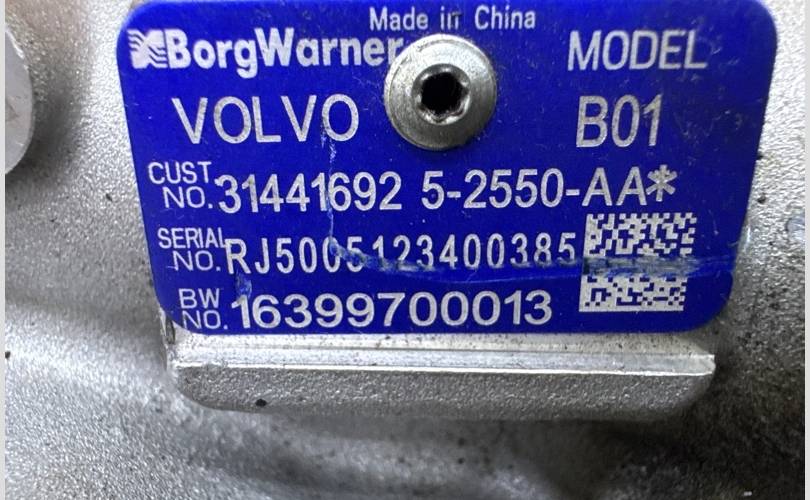 Made in China
BorgWarner MODEL
VOLVO B01
CUST. NO. 31441692 5-2550-AA*
SERIAL NO. RJ5005123400385
BW NO. 16399700013